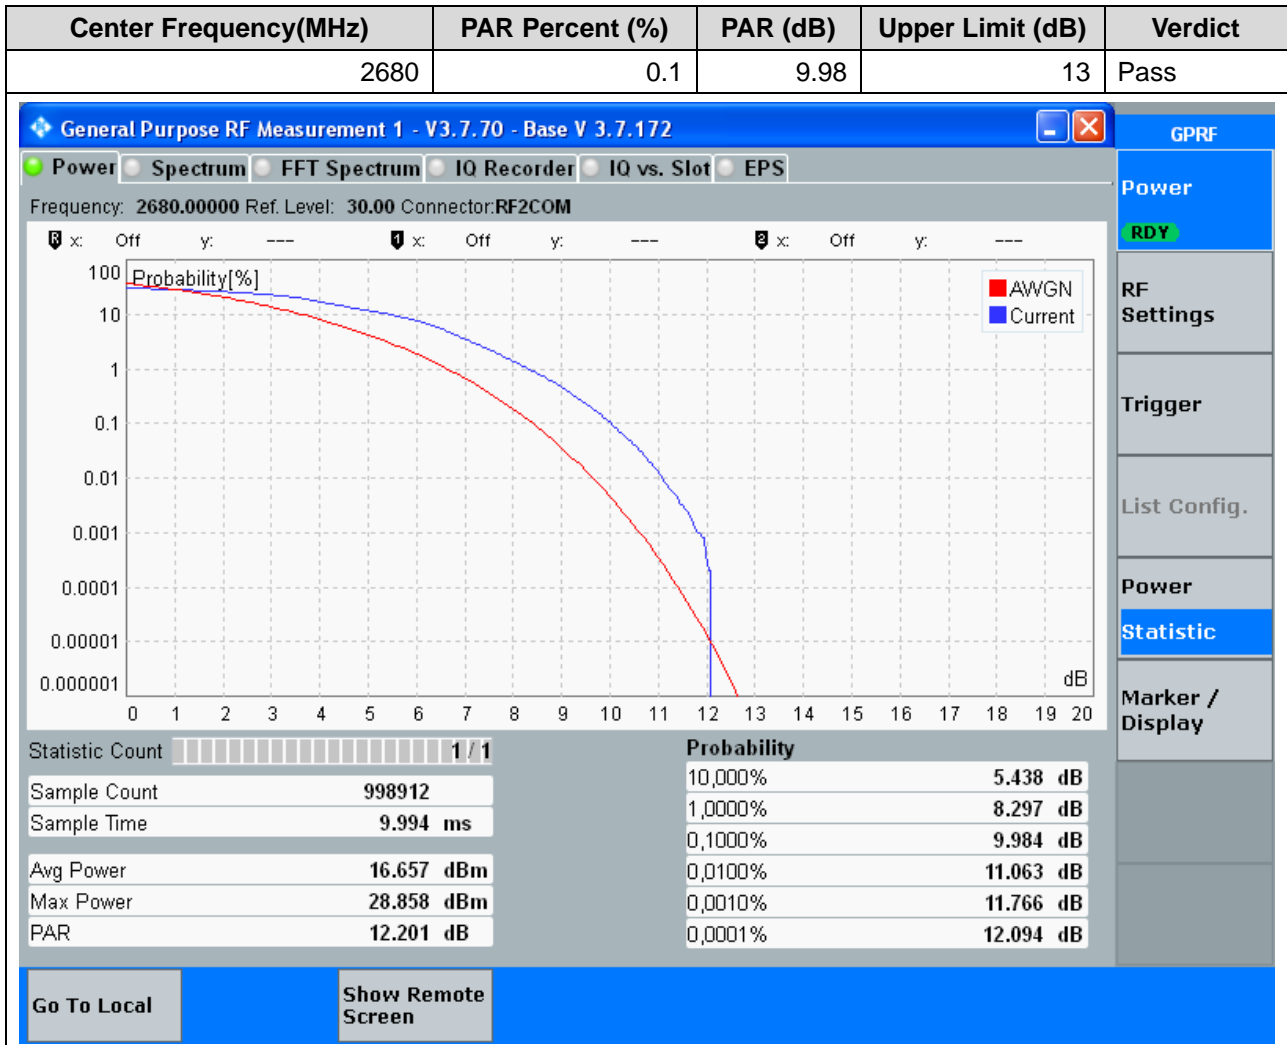 Center Frequency(MHz) PAR Percent (%) PAR (dB) Upper Limit (dB) Verdict
2680 0.1 9.98 13 Pass
General Purpose RF Measurement 1 - V3.7.70 - Base V 3.7.172
GPRF
Power Spectrum FFT Spectrum IQ Recorder IQ vs. Slot EPS
Frequency: 2680.00000 Ref. Level: 30.00 Connector:RF2COM
R x: Off y: --- 1 x: Off y: --- 2 x: Off y: ---
Probability[%]
100
10
1
0.1
0.01
0.001
0.0001
0.00001
0.000001
AWGN
Current
dB
0 1 2 3 4 5 6 7 8 9 10 11 12 13 14 15 16 17 18 19 20
Power
RDY
RF
Settings
Trigger
List Config.
Power
Statistic
Marker /
Display
Statistic Count 1 / 1
Sample Count 998912
Sample Time 9.994 ms
Avg Power 16.657 dBm
Max Power 28.858 dBm
PAR 12.201 dB
Probability
10,000% 5.438 dB
1,0000% 8.297 dB
0,1000% 9.984 dB
0,0100% 11.063 dB
0,0010% 11.766 dB
0,0001% 12.094 dB
Go To Local
Show Remote
Screen